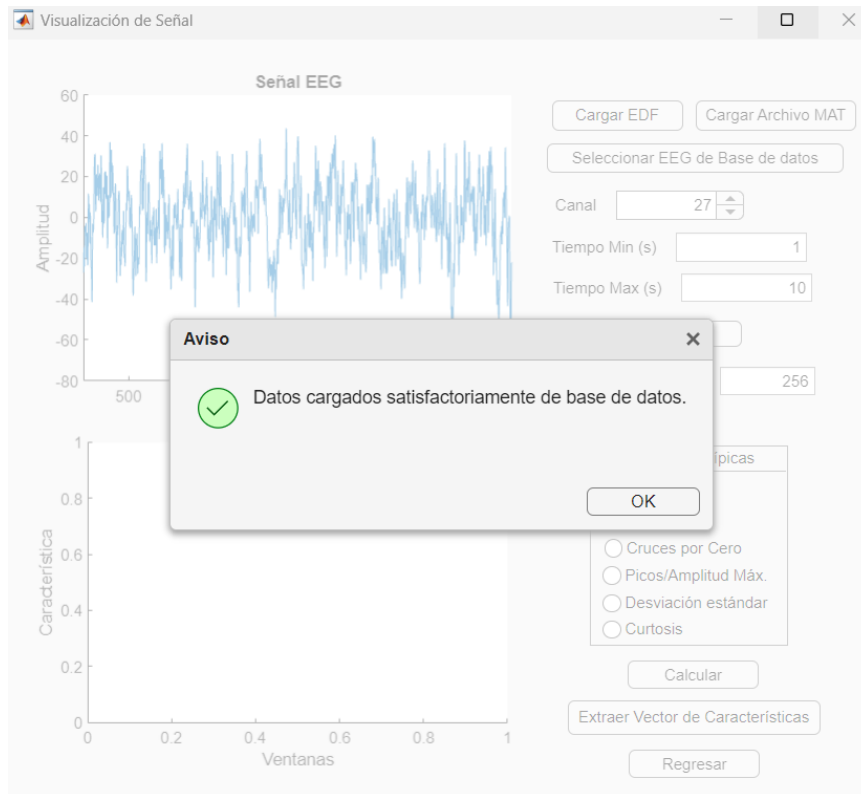 Visualización de Señal
Señal EEG
60
40
20
0
-20
-40
-60
-80
Amplitud
500
Cargar EDF
Cargar Archivo MAT
Seleccionar EEG de Base de datos
Canal 27
Tiempo Min (s) 1
Tiempo Max (s) 10
256
Aviso
Datos cargados satisfactoriamente de base de datos.
OK
1
0.8
0.6
0.4
0.2
0
Característica
0 0.2 0.4 0.6 0.8 1
Ventanas
Cruces por Cero
Picos/Amplitud Máx.
Desviación estándar
Curtosis
Calcular
Extraer Vector de Características
Regresar